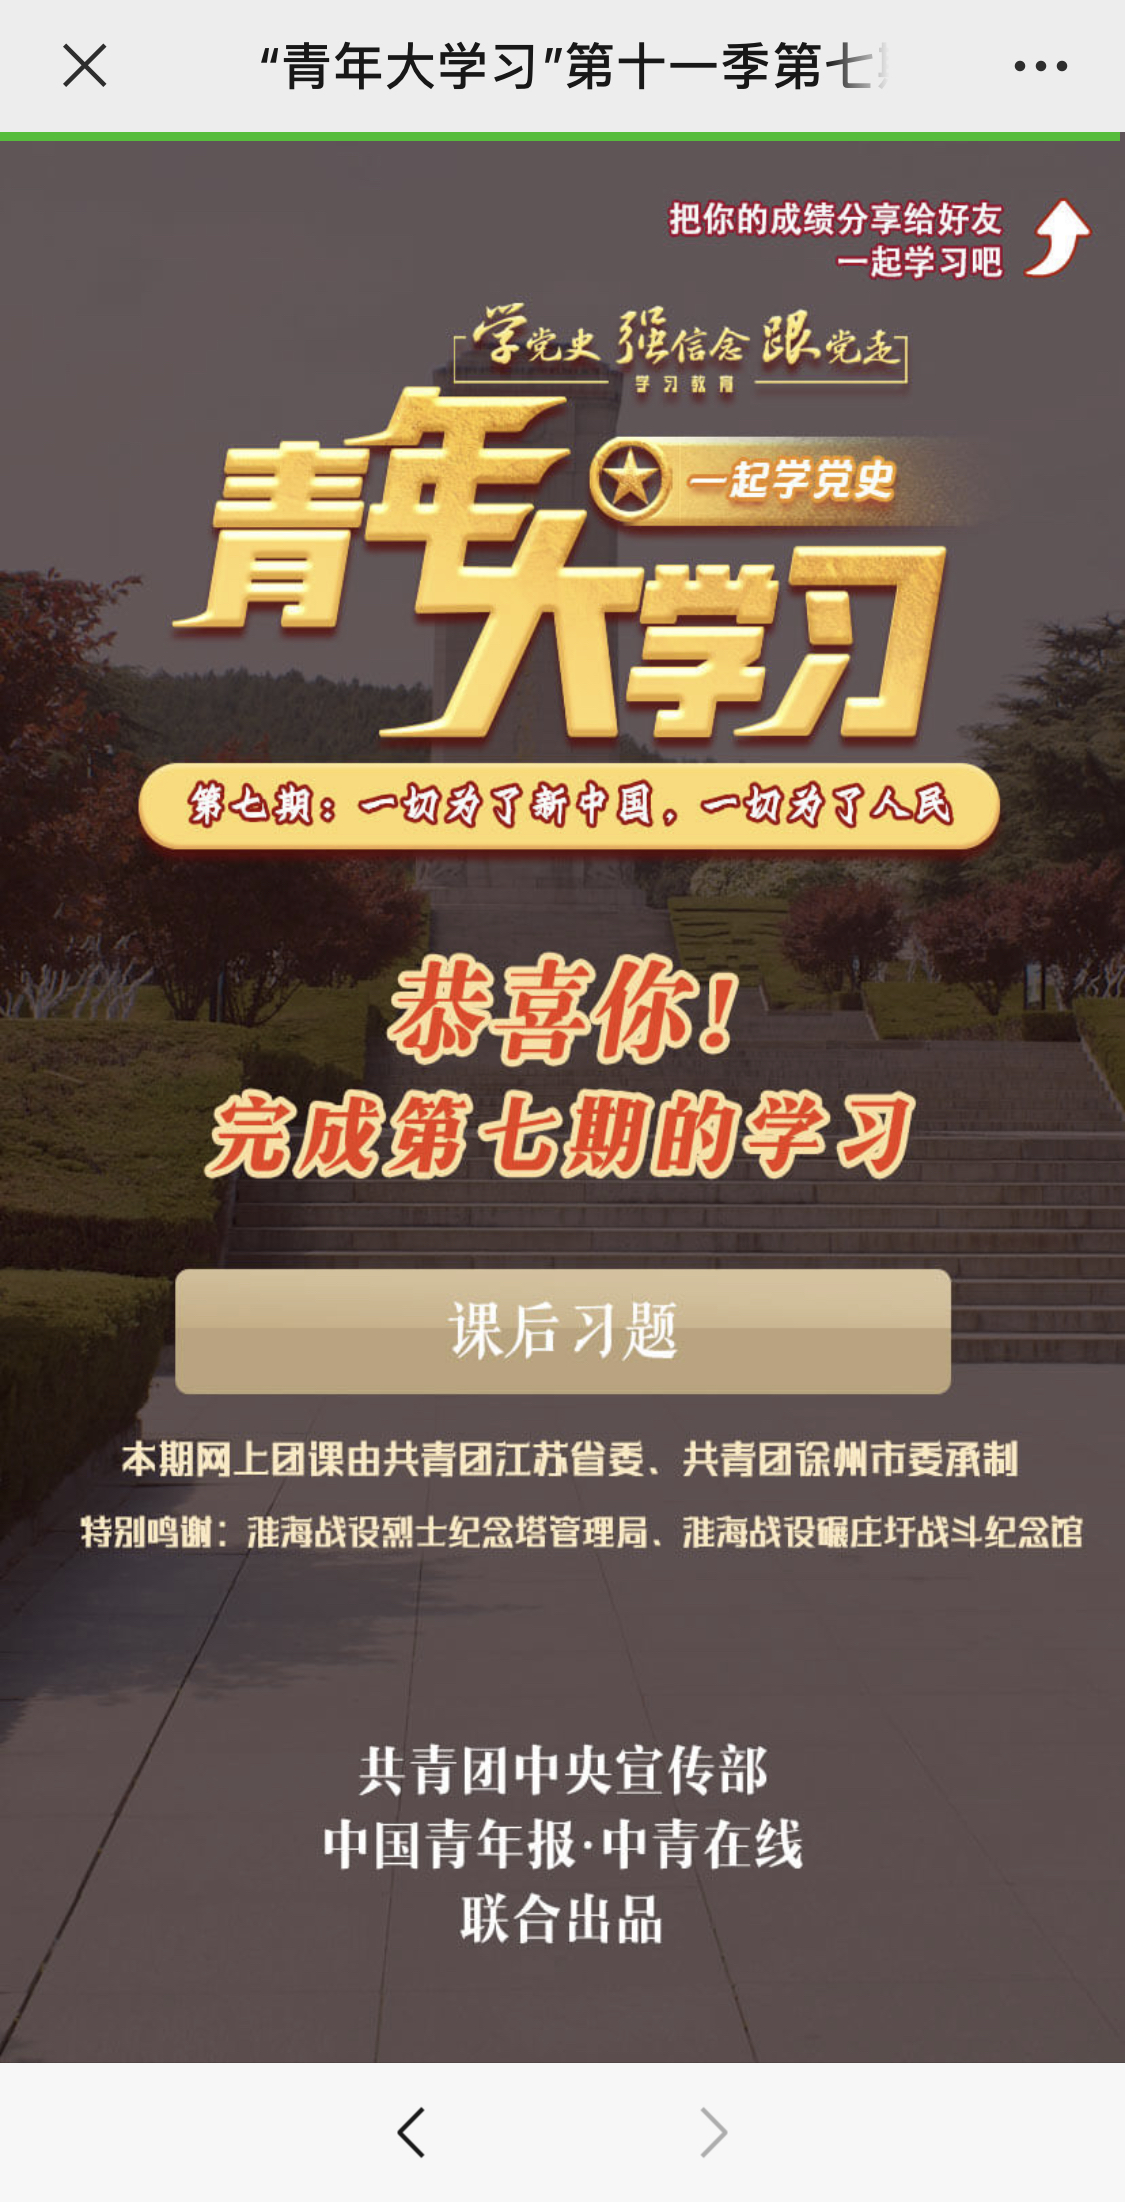 “青年大学习”第十一季第七
把你的成绩分享给好友
一起学习吧
学党史 强信念 跟党走
学习教育
青年大学习
一起学党史
第七期：一切为了新中国，一切为了人民
恭喜你！
完成第七期的学习
课后习题
本期网上团课由共青团江苏省委、共青团徐州市委承制
特别鸣谢：淮海战役烈士纪念塔管理局、淮海战役碾庄圩战斗纪念馆
共青团中央宣传部
中国青年报·中青在线
联合出品